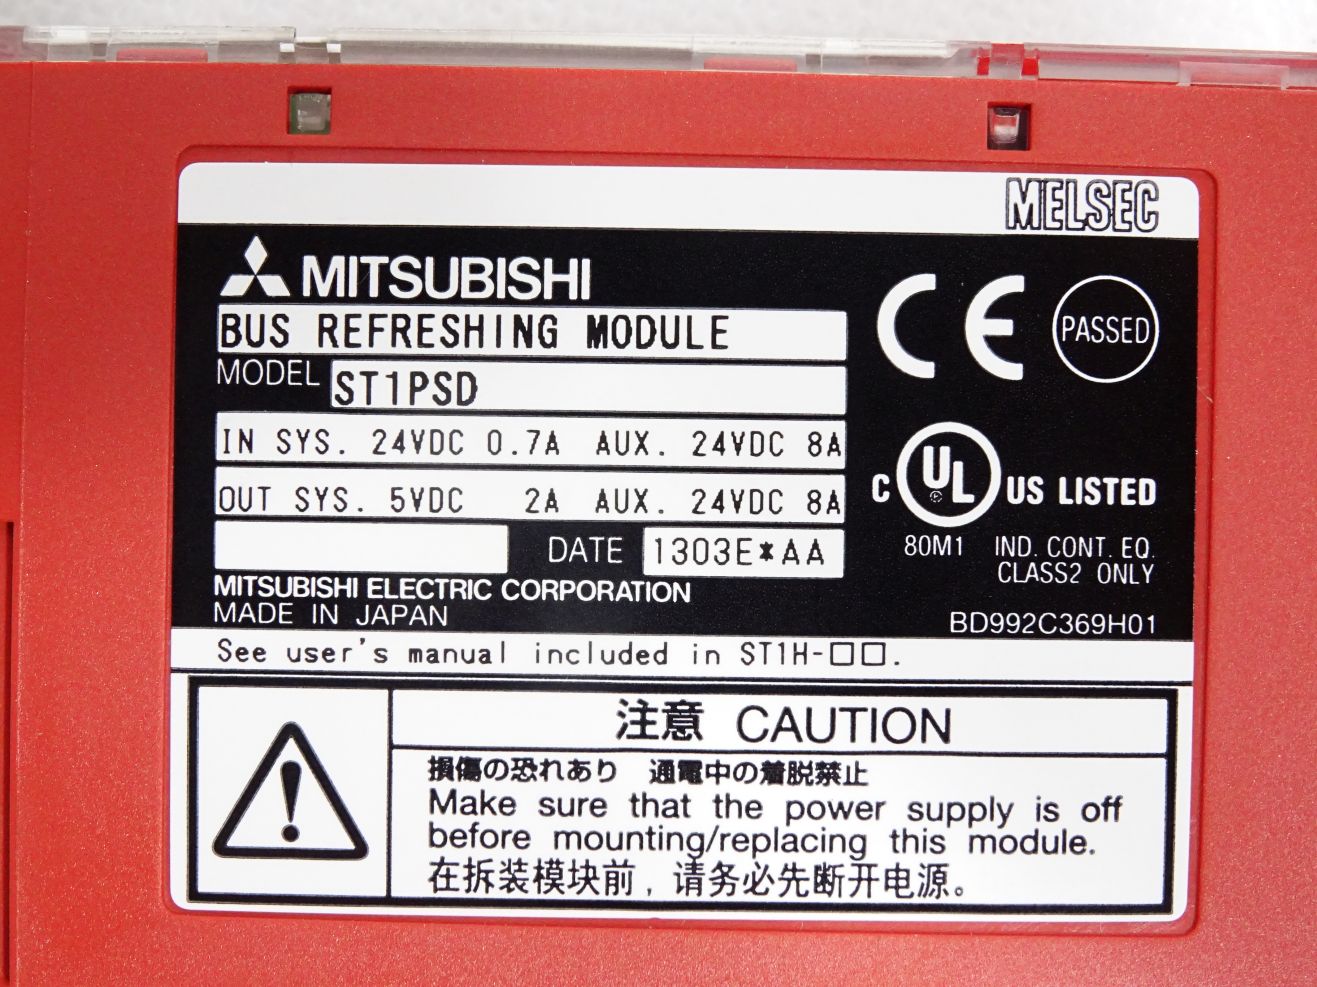 MELSEC
MITSUBISHI
BUS REFRESHING MODULE
MODEL ST1PSD
IN SYS. 24VDC 0.7A AUX. 24VDC 8A
OUT SYS. 5VDC 2A AUX. 24VDC 8A
DATE 1303E*AA
MITSUBISHI ELECTRIC CORPORATION
MADE IN JAPAN
CE
PASSED
C UL US LISTED
80M1 IND. CONT. EQ.
CLASS2 ONLY
BD992C369H01
See user's manual included in ST1H-□□.
注意 CAUTION
損傷の恐れあり 通電中の着脱禁止
Make sure that the power supply is off
before mounting/replacing this module.
在拆装模块前，请务必先断开电源。